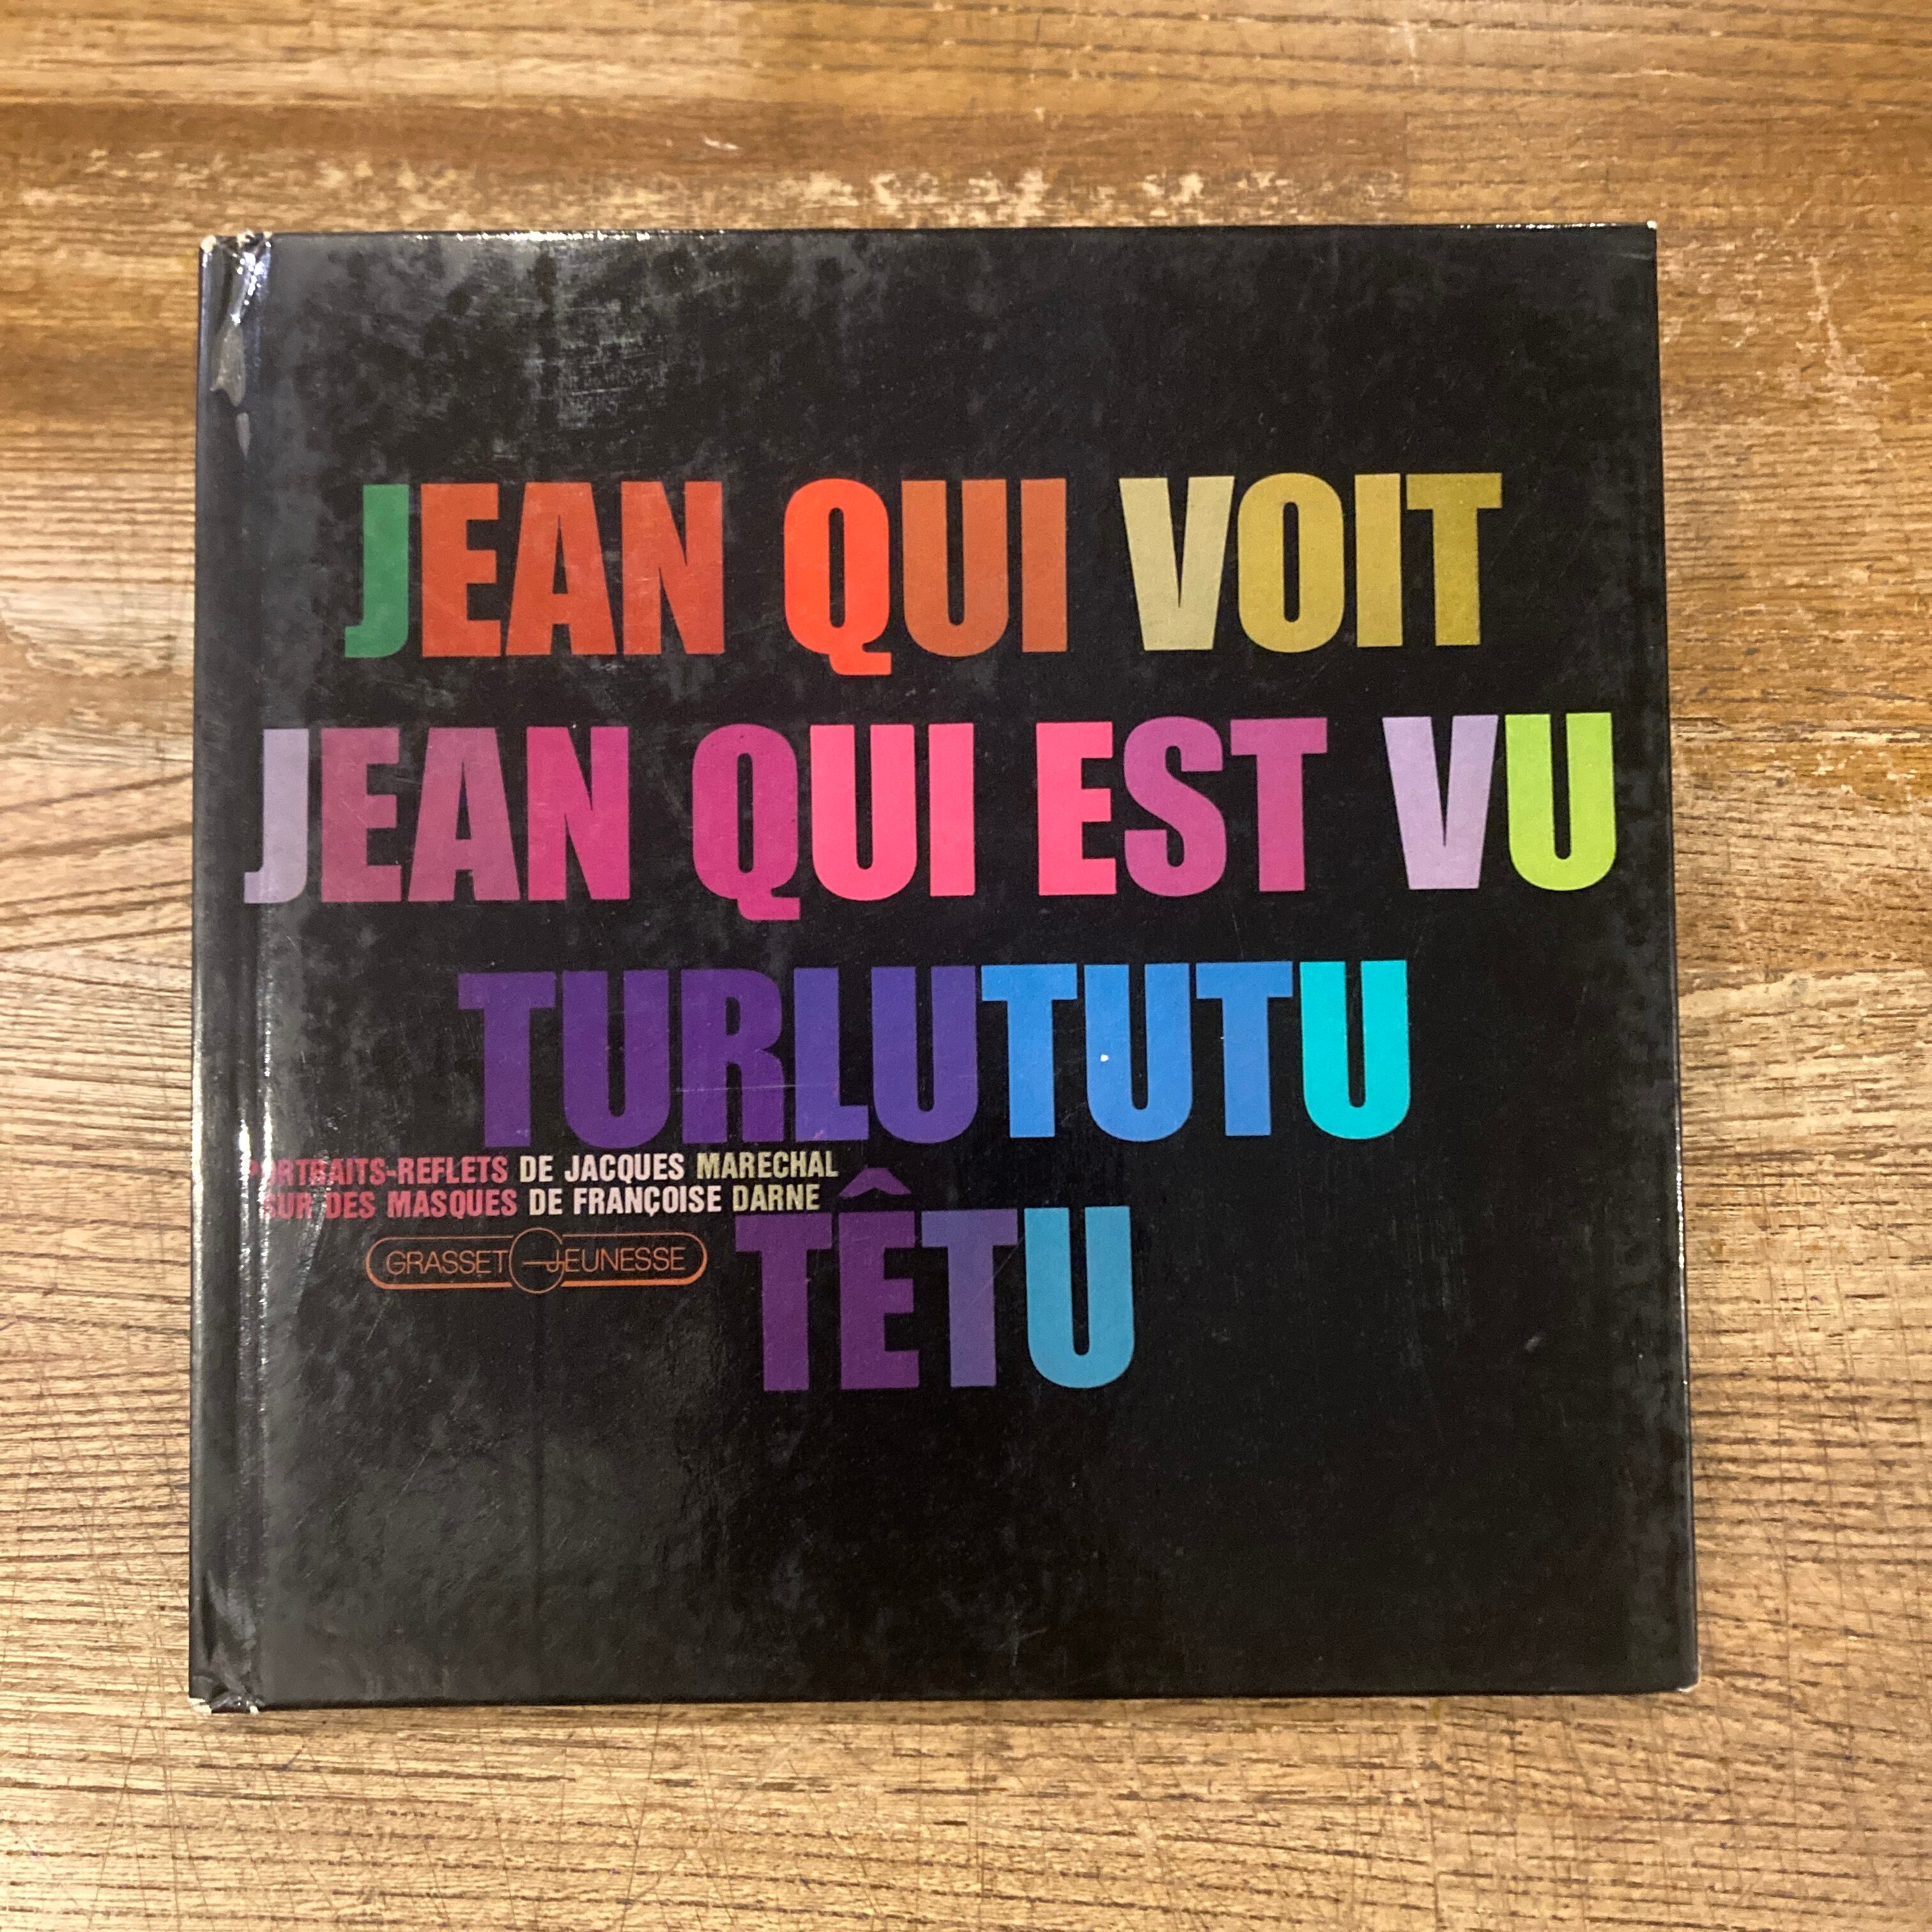 JEAN QUI VOIT
JEAN QUI EST VU
TURLUTUTU
PORTRAITS-REFLETS DE JACQUES MARECHAL
SUR DES MASQUES DE FRANÇOISE DARNE
GRASSET JEUNESSE
TÊTU